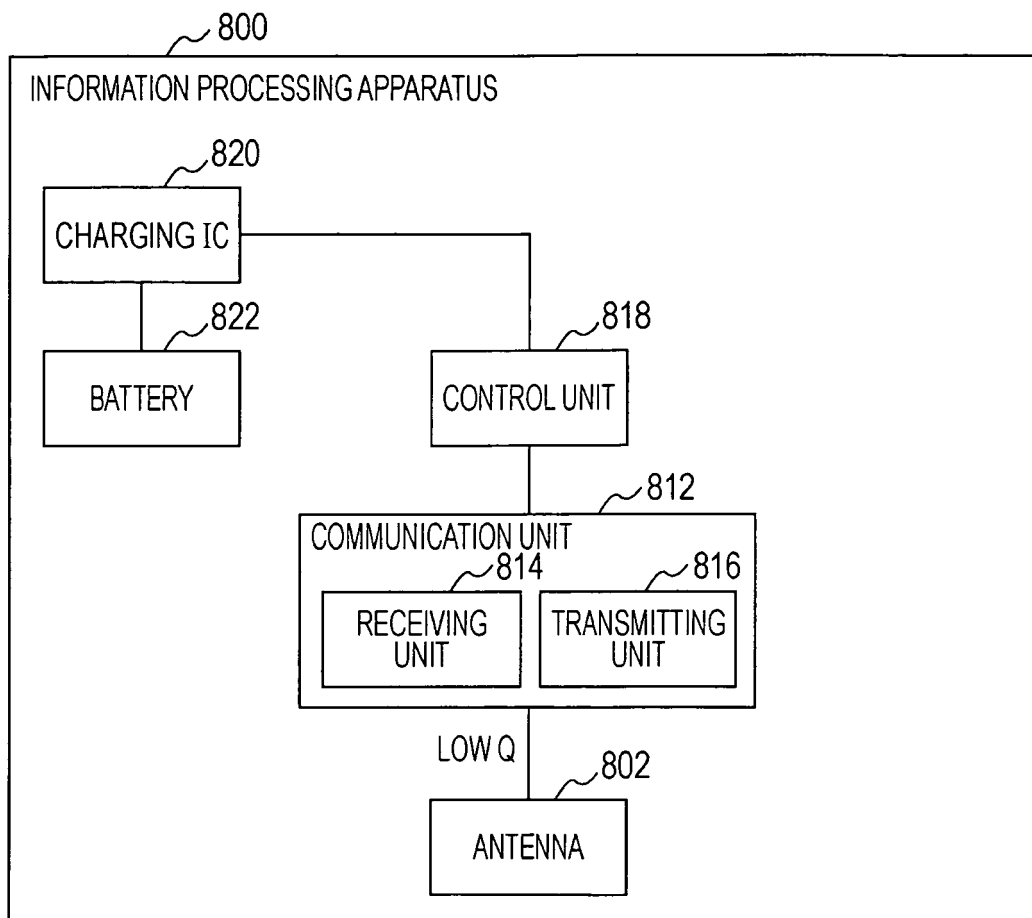 800
INFORMATION PROCESSING APPARATUS
820
CHARGING IC
822
BATTERY
818
CONTROL UNIT
812
COMMUNICATION UNIT
814
RECEIVING
UNIT
816
TRANSMITTING
UNIT
LOW Q
802
ANTENNA